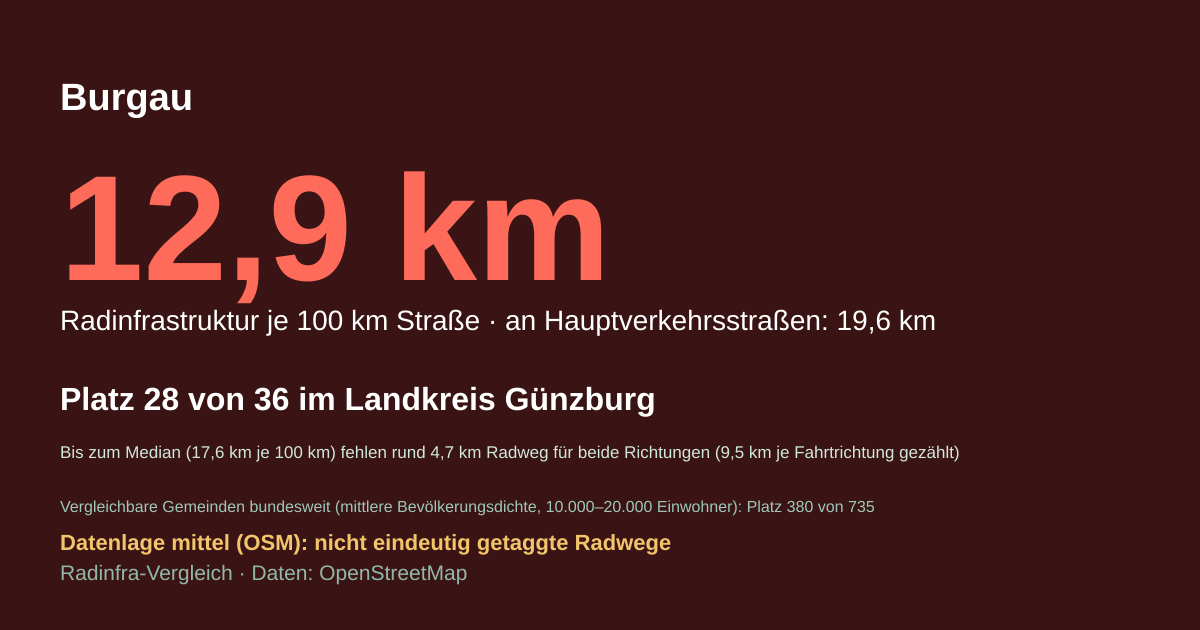 Burgau
12,9 km
Radinfrastruktur je 100 km Straße · an Hauptverkehrsstraßen: 19,6 km
Platz 28 von 36 im Landkreis Günzburg
Bis zum Median (17,6 km je 100 km) fehlen rund 4,7 km Radweg für beide Richtungen (9,5 km je Fahrtrichtung gezählt)
Vergleichbare Gemeinden bundesweit (mittlere Bevölkerungsdichte, 10.000–20.000 Einwohner): Platz 380 von 735
Datenlage mittel (OSM): nicht eindeutig getaggte Radwege
Radinfra-Vergleich · Daten: OpenStreetMap